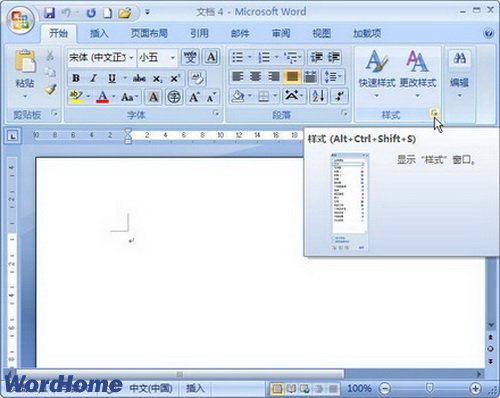 文档 4 - Microsoft Word
开始 插入 页面布局 引用 邮件 审阅 视图 加载项
粘贴
宋体 (中文正 小五
快速样式 更改样式
编辑
剪贴板 字体 段落 样式
样式 (Alt+Ctrl+Shift+S)
显示 “样式” 窗口。
中文(中国) 插入 100%
WordHome